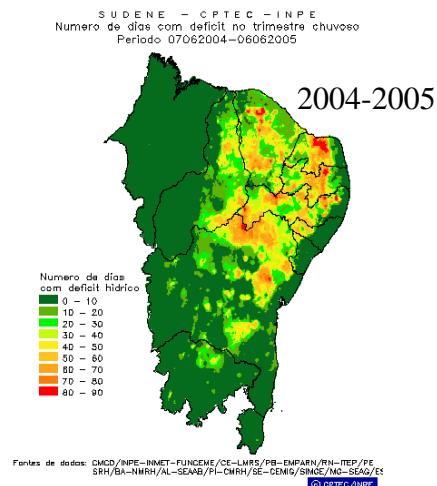 SUDENE - CPTEC - INPE
Numero de dias com deficit no trimestre chuvoso
Periodo 07062004-06062005
2004-2005
Numero de dias
com deficit hidrico
0 - 10
10 - 20
20 - 30
30 - 40
40 - 50
50 - 60
60 - 70
70 - 80
80 - 90
Fontes de dados: CMCD/INPE-INMET-FUNCEME/CE-LMRS/PB-EMPARN/RN-ITEP/PE
SRH/BA-NMRH/AL-SEAAB/PI-CMRH/SE-CEMIG/SIMGE/MG-SEAG/ES
© CPTEC/INPE